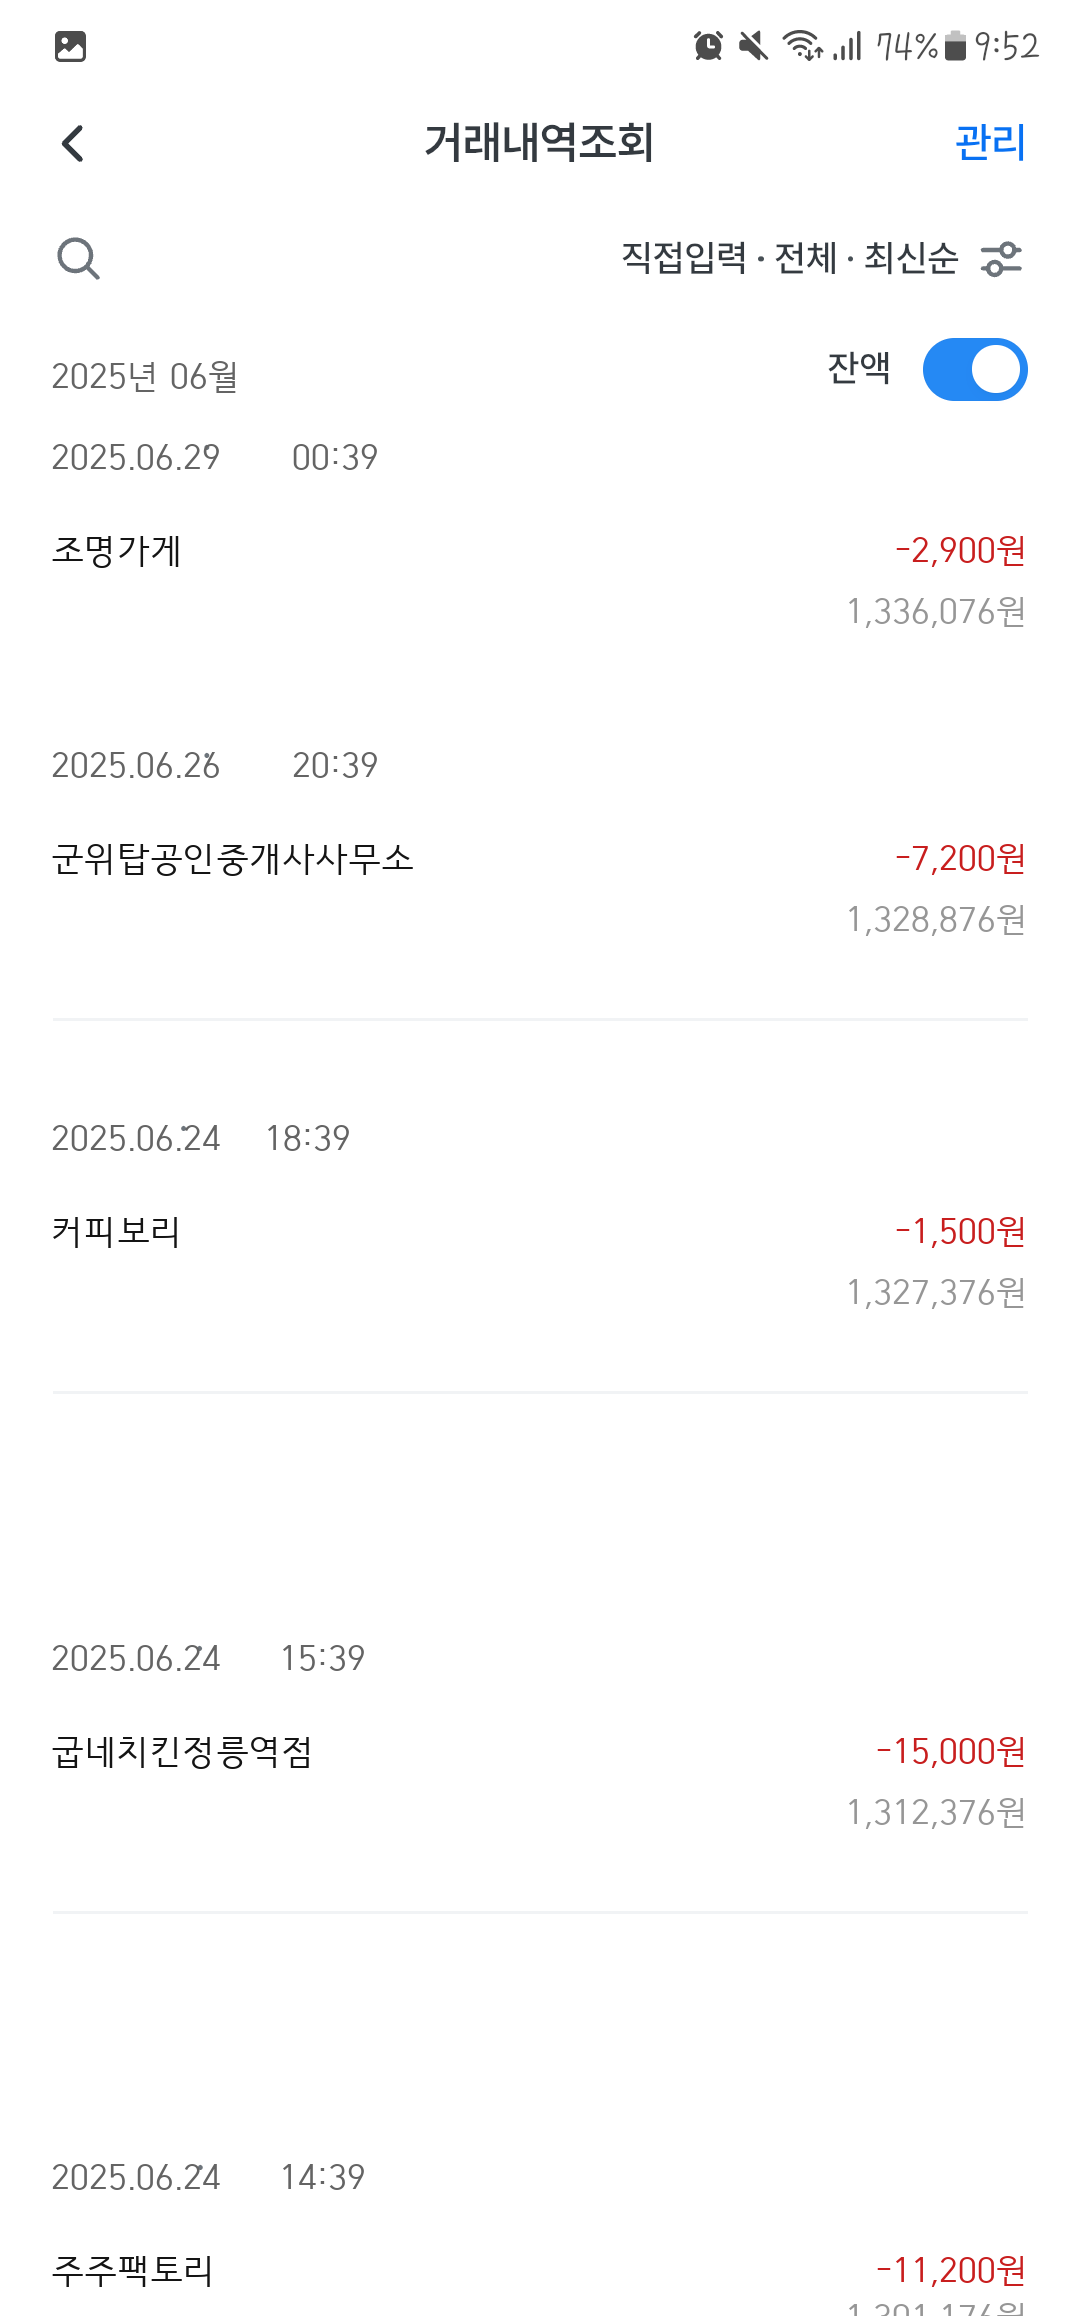 74% 9:52
거래내역조회 관리
직접입력 · 전체 · 최신순
2025년 06월 잔액
2025.06.29 00:39
조명가게 -2,900원
1,336,076원
2025.06.26 20:39
군위탑공인중개사사무소 -7,200원
1,328,876원
2025.06.24 18:39
커피보리 -1,500원
1,327,376원
2025.06.24 15:39
굽네치킨정릉역점 -15,000원
1,312,376원
2025.06.24 14:39
주주팩토리 -11,200원